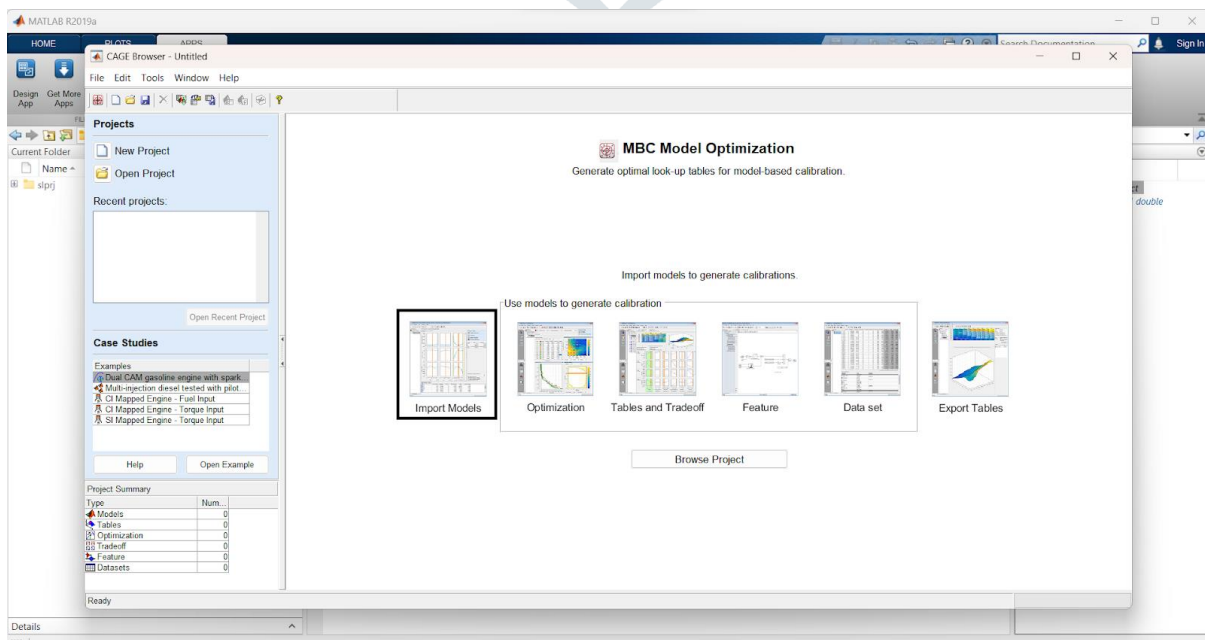 MATLAB R2019a
HOME PLOTS APPS
Search Documentation
Sign In
CAGE Browser - Untitled
File Edit Tools Window Help
Design App
Get More Apps
Current Folder
Name
slprj
Projects
New Project
Open Project
Recent projects:
Open Recent Project
Case Studies
Examples
Dual CAM gasoline engine with spark...
Multi-injection diesel tested with pilot...
CI Mapped Engine - Fuel Input
CI Mapped Engine - Torque Input
SI Mapped Engine - Torque Input
Help Open Example
Project Summary
Type Num...
Models 0
Tables 0
Optimization 0
Tradeoff 0
Feature 0
Datasets 0
Ready
Details
MBC Model Optimization
Generate optimal look-up tables for model-based calibration.
Import models to generate calibrations.
Use models to generate calibration
Import Models Optimization Tables and Tradeoff Feature Data set Export Tables
Browse Project
double